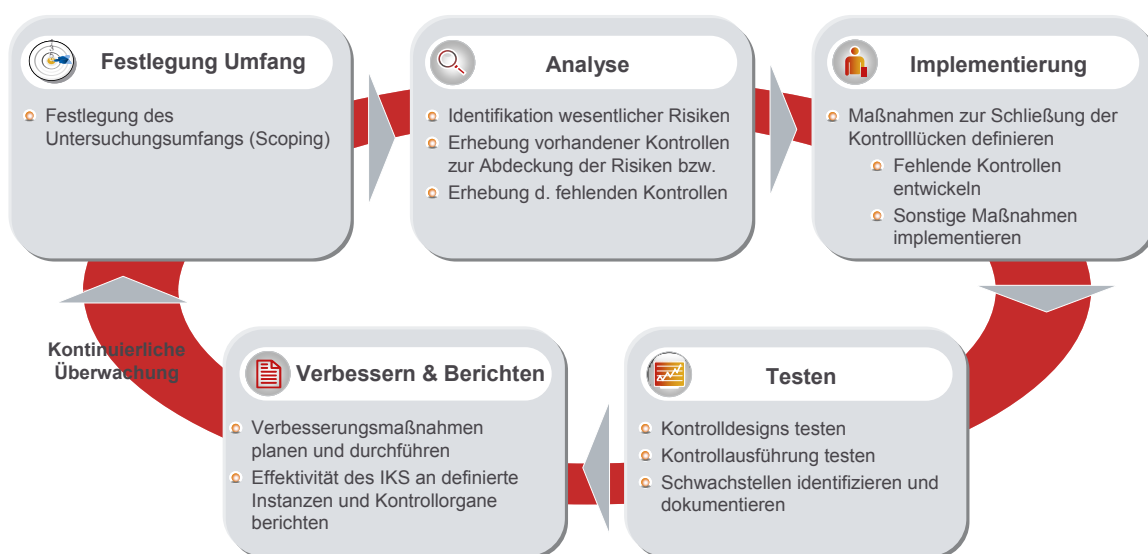 Festlegung Umfang
Festlegung des
Untersuchungsumfangs (Scoping)
Analyse
Identifikation wesentlicher Risiken
Erhebung vorhandener Kontrollen
zur Abdeckung der Risiken bzw.
Erhebung d. fehlenden Kontrollen
Implementierung
Maßnahmen zur Schließung der
Kontrolllücken definieren
Fehlende Kontrollen
entwickeln
Sonstige Maßnahmen
implementieren
Kontinuierliche
Überwachung
Verbessern & Berichten
Verbesserungsmaßnahmen
planen und durchführen
Effektivität des IKS an definierte
Instanzen und Kontrollorgane
berichten
Testen
Kontrolldesigns testen
Kontrollausführung testen
Schwachstellen identifizieren und
dokumentieren